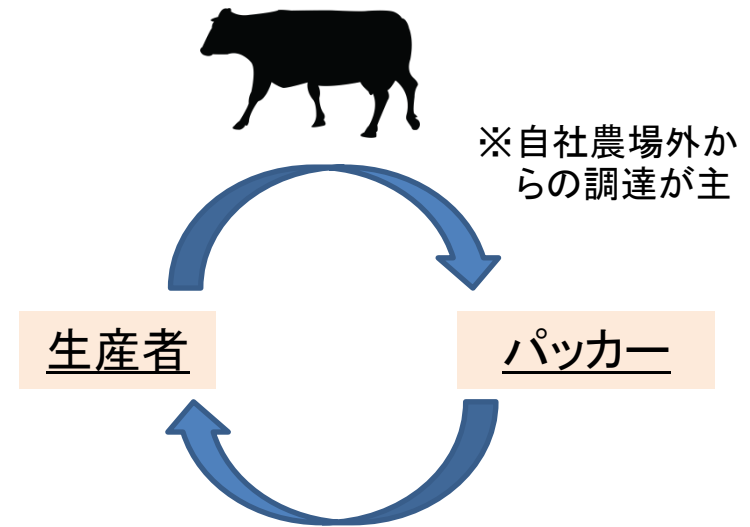 ※自社農場外か
らの調達が主
生産者
パッカー